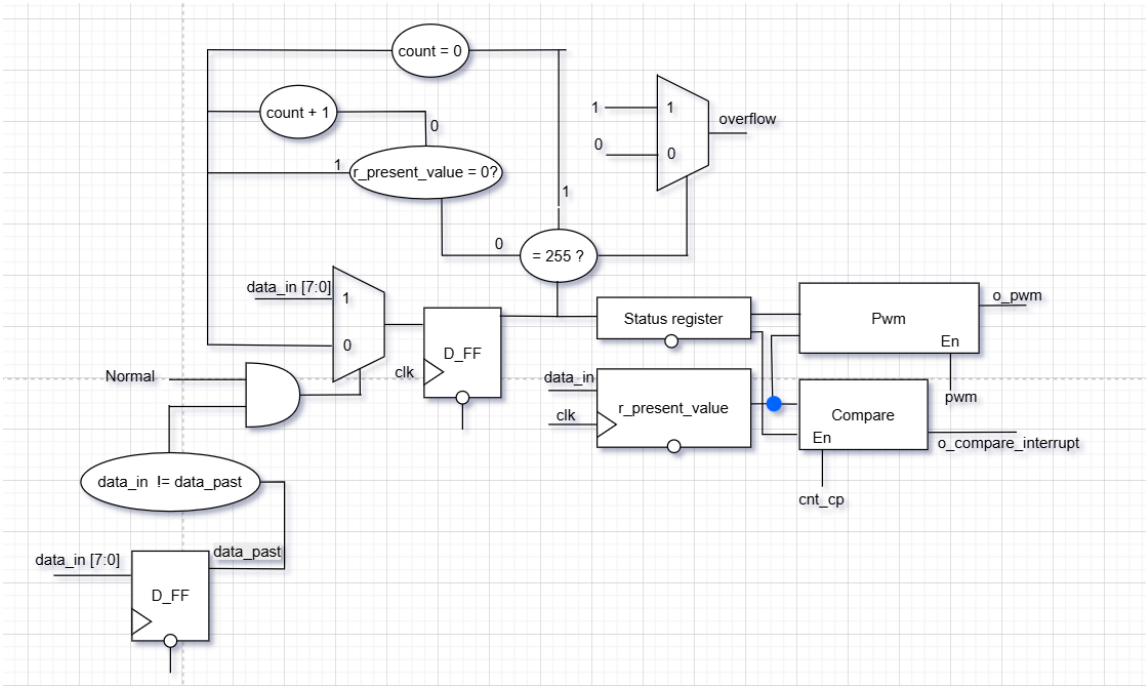 count = 0
count + 1
0
1
r_present_value = 0?
1
1
overflow
0
0
1
0
= 255 ?
data_in [7:0]
1
0
D_FF
clk
Status register
Pwm
En
o_pwm
pwm
data_in
clk
r_present_value
Compare
En
o_compare_interrupt
cnt_cp
Normal
data_in != data_past
data_in [7:0]
data_past
D_FF